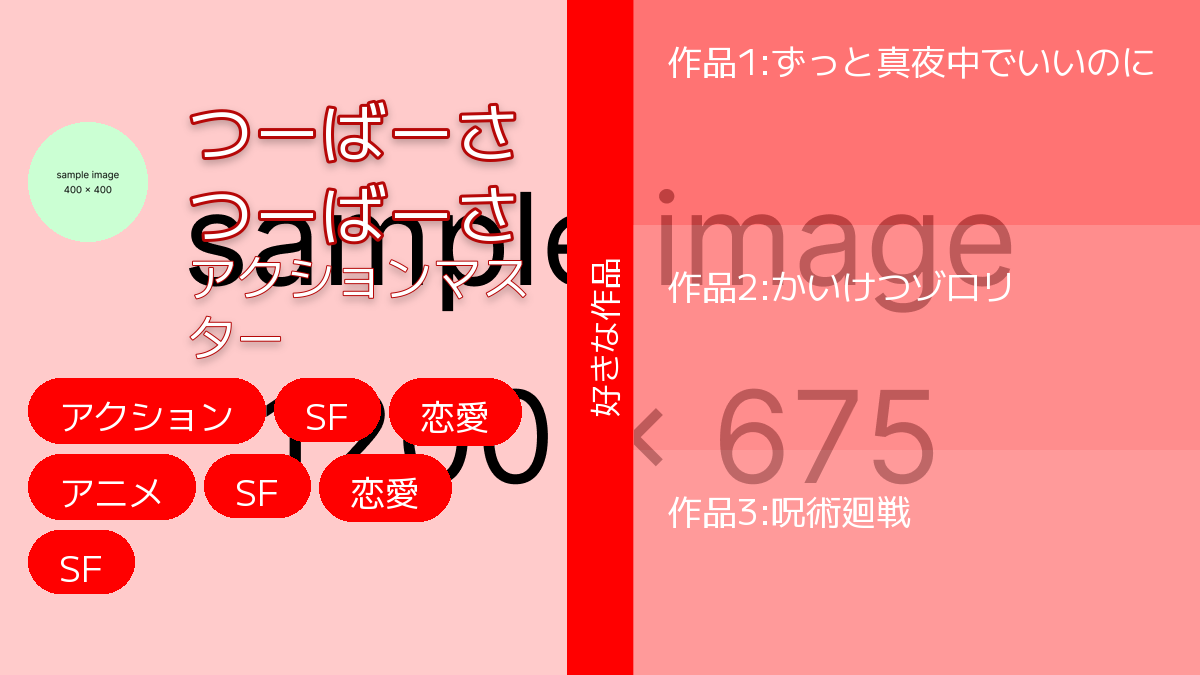 sample image
400 × 400
つーばーさ
つーばーさ
アクションマス
ター
アクション
SF
恋愛
アニメ
SF
恋愛
SF
好きな作品
作品1:ずっと真夜中でいいのに
作品2:かいけつゾロリ
作品3:呪術廻戦
sample image
1200 × 675